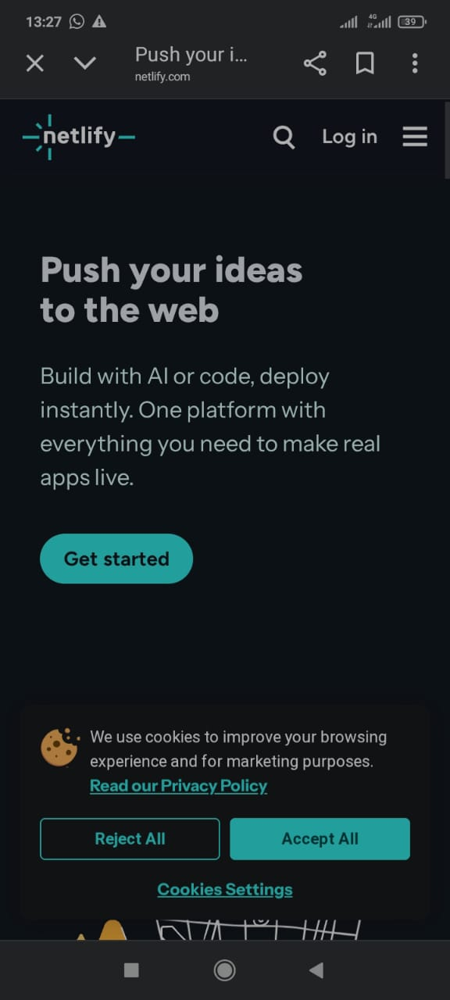 13:27
4G
39
Push your i...
netlify.com
netlify
Log in
Push your ideas
to the web
Build with AI or code, deploy
instantly. One platform with
everything you need to make real
apps live.
Get started
We use cookies to improve your browsing
experience and for marketing purposes.
Read our Privacy Policy
Reject All
Accept All
Cookies Settings